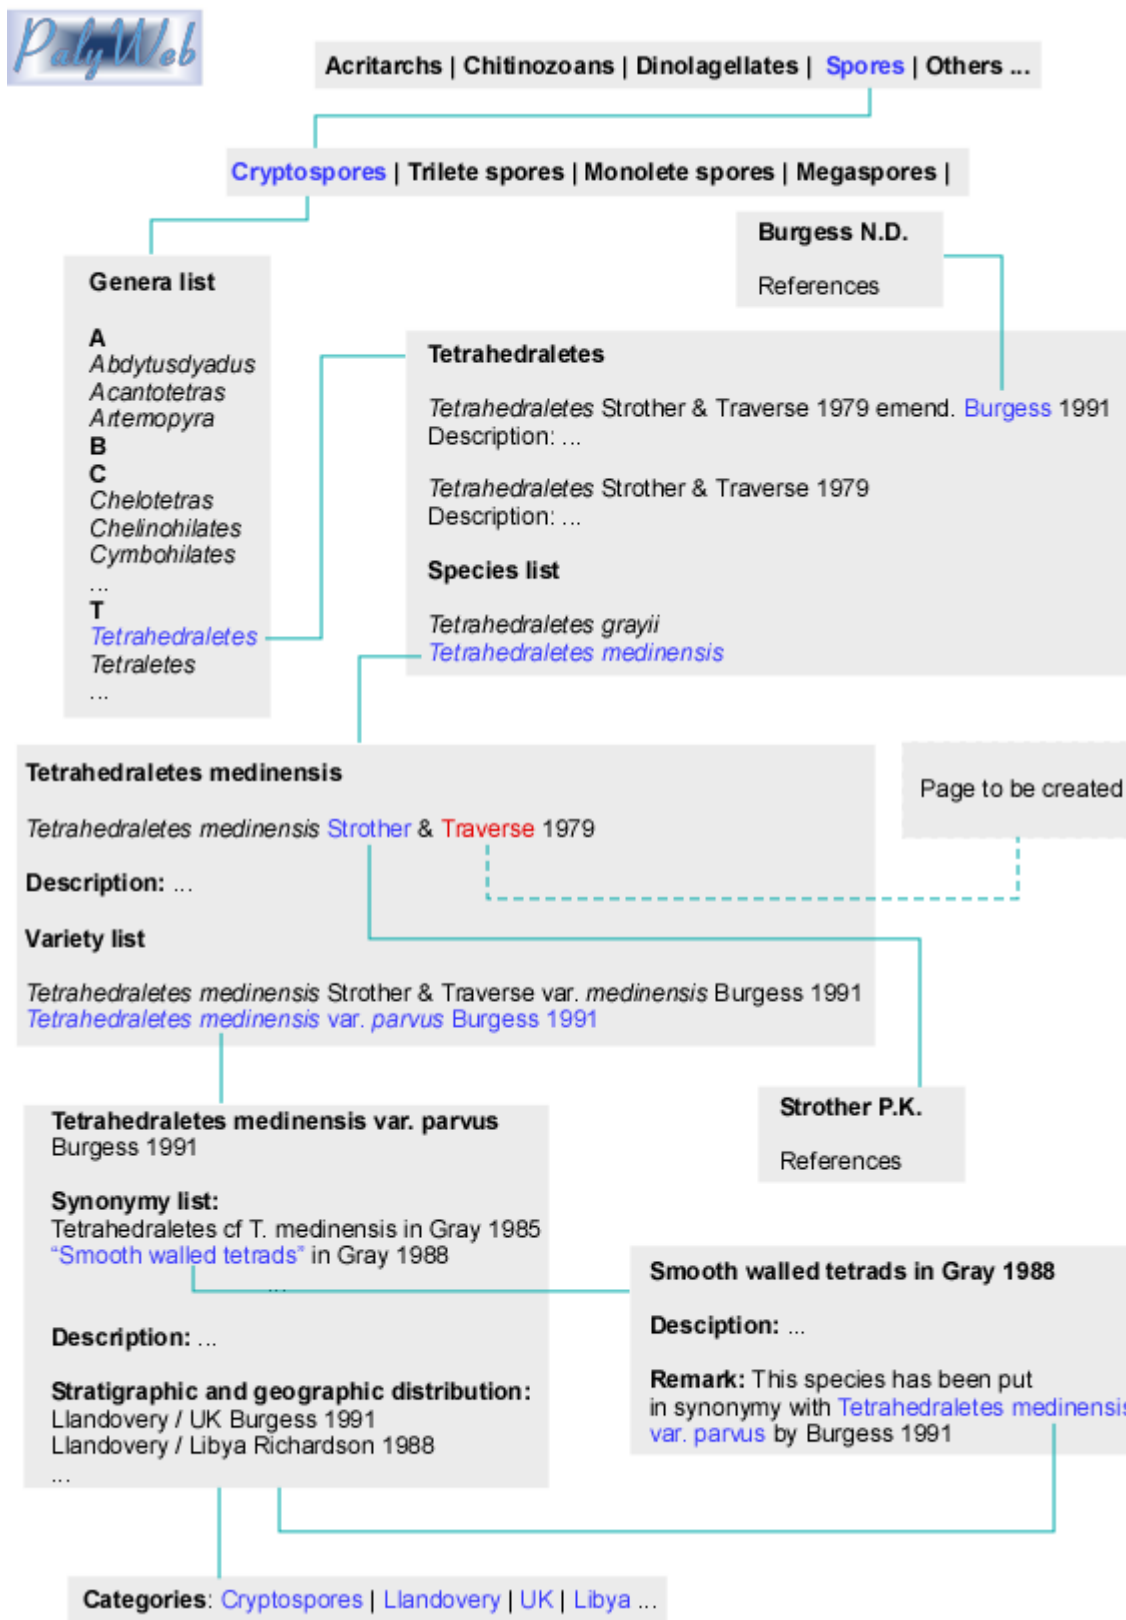 PalyWeb
Acritarchs | Chitinozoans | Dinolagellates | Spores | Others ...
Cryptospores | Trilete spores | Monolete spores | Megaspores |
Burgess N.D.
References
Genera list
A
Abdytusdyadus
Acantotetras
Artemopyra
B
C
Chelotetras
Chelinohilates
Cymbohilates
...
T
Tetrahedraletes
Tetraletes
...
Tetrahedraletes
Tetrahedraletes Strother & Traverse 1979 emend. Burgess 1991
Description: ...
Tetrahedraletes Strother & Traverse 1979
Description: ...
Species list
Tetrahedraletes grayii
Tetrahedraletes medinensis
Tetrahedraletes medinensis
Tetrahedraletes medinensis Strother & Traverse 1979
Description: ...
Variety list
Tetrahedraletes medinensis Strother & Traverse var. medinensis Burgess 1991
Tetrahedraletes medinensis var. parvus Burgess 1991
Page to be created
Strother P.K.
References
Tetrahedraletes medinensis var. parvus
Burgess 1991
Synonymy list:
Tetrahedraletes cf T. medinensis in Gray 1985
“Smooth walled tetrads” in Gray 1988
...
Description: ...
Stratigraphic and geographic distribution:
Llandovery / UK Burgess 1991
Llandovery / Libya Richardson 1988
...
Smooth walled tetrads in Gray 1988
Desciption: ...
Remark: This species has been put
in synonymy with Tetrahedraletes medinensis
var. parvus by Burgess 1991
Categories: Cryptospores | Llandovery | UK | Libya ...